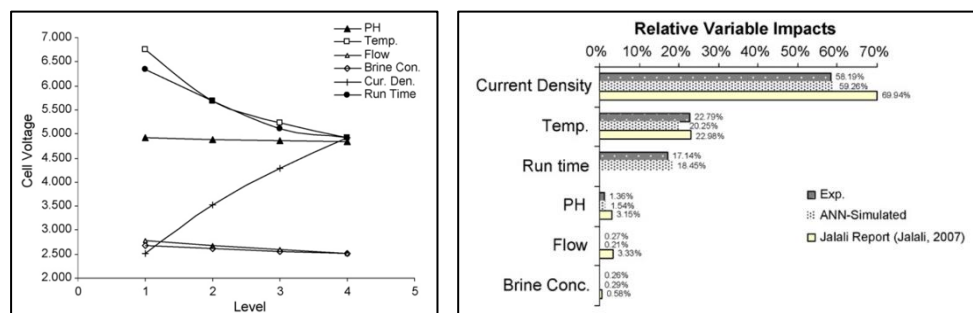 7.000
6.500
6.000
5.500
5.000
4.500
4.000
3.500
3.000
2.500
2.000
Cell Voltage
0
1
2
3
4
5
Level
PH
Temp.
Flow
Brine Con.
Cur. Den.
Run Time
Relative Variable Impacts
0% 10% 20% 30% 40% 50% 60% 70%
Current Density
58.19%
59.26%
69.94%
Temp.
22.79%
20.25%
22.98%
Run time
17.14%
18.45%
PH
1.36%
1.54%
3.15%
Flow
0.27%
0.21%
3.33%
Brine Conc.
0.26%
0.29%
0.58%
Exp.
ANN-Simulated
Jalali Report (Jalali, 2007)